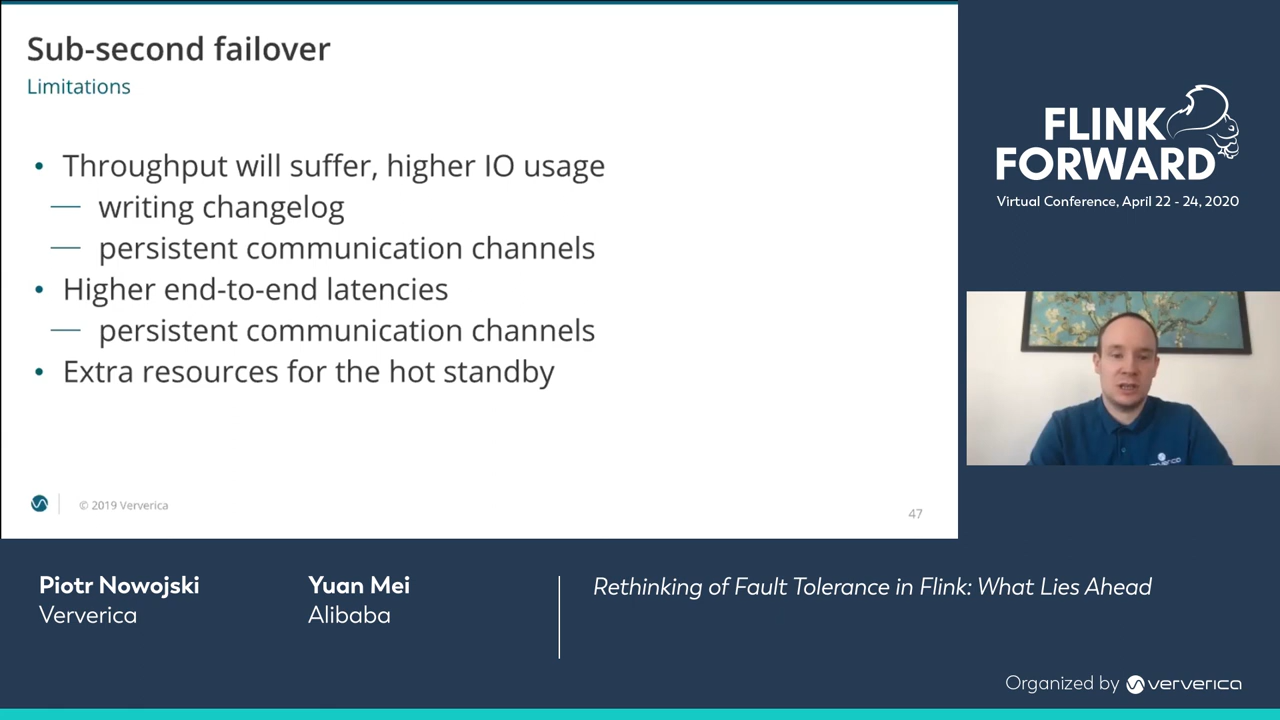 Sub-second failover
Limitations
• Throughput will suffer, higher IO usage
— writing changelog
— persistent communication channels
• Higher end-to-end latencies
— persistent communication channels
• Extra resources for the hot standby
© 2019 Ververica
47
FLINK
FORWARD
Virtual Conference, April 22 - 24, 2020
ververica
Piotr Nowojski
Ververica
Yuan Mei
Alibaba
Rethinking of Fault Tolerance in Flink: What Lies Ahead
Organized by ververica